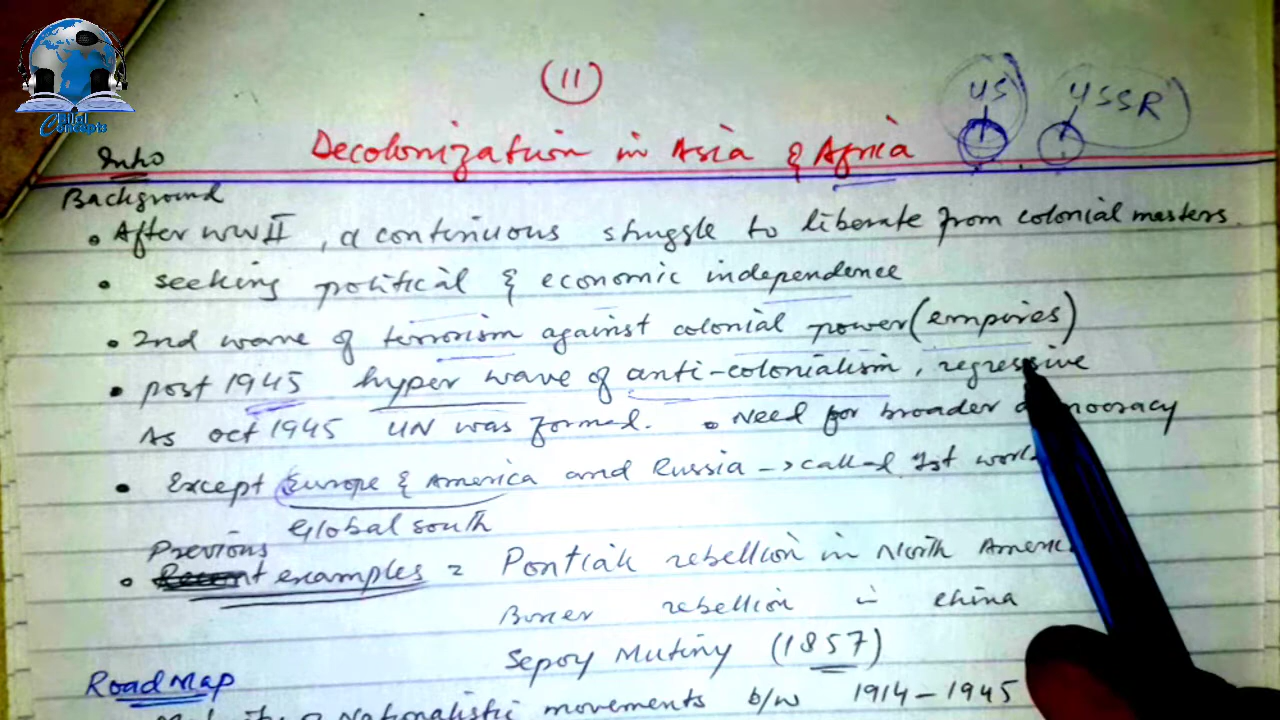 (11)
US
USSR
Bilal
Concepts
Intro
Decolonization in Asia & Africa
Background
• After WWII, a continuous struggle to liberate from colonial masters.
• seeking political & economic independence
• 2nd wave of terrorism against colonial power (empires)
• post 1945 hyper wave of anti-colonialism, regressive
As oct 1945 UN was formed. • Need for broader democracy
• Except Europe & America and Russia -> called 1st world
Global south
Previous
• examples = Pontiak rebellion in North Americ
Boxer rebellion in china
Sepoy Mutiny (1857)
Road Map
Nationalistic movements b/w 1914-1945